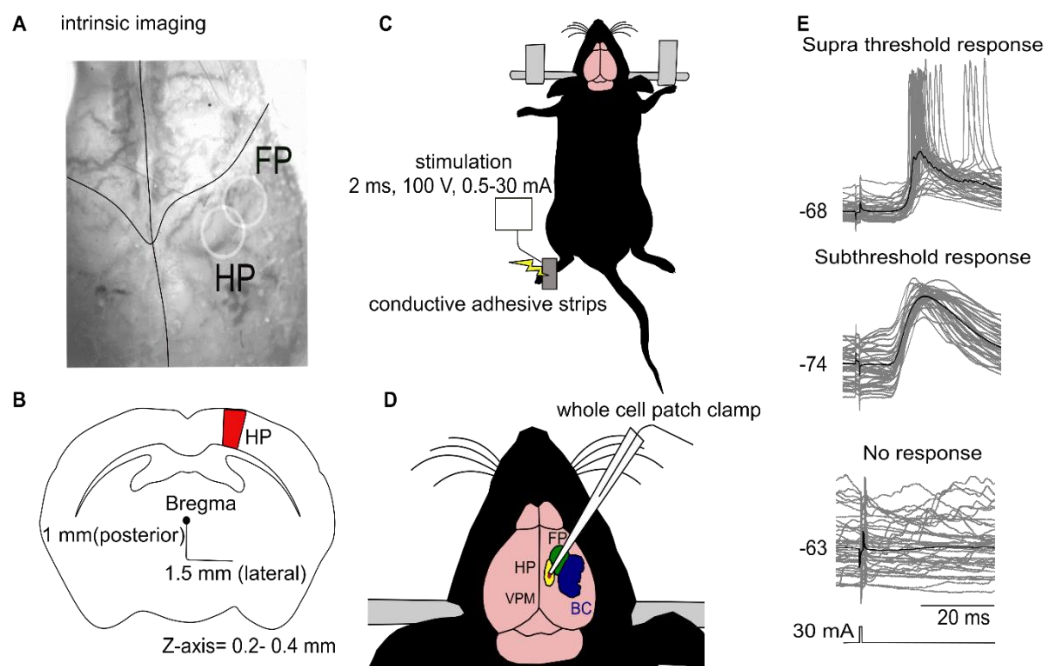 A
intrinsic imaging
FP
HP
B
HP
Bregma
1 mm(posterior)
1.5 mm (lateral)
Z-axis= 0.2- 0.4 mm
C
stimulation
2 ms, 100 V, 0.5-30 mA
conductive adhesive strips
D
whole cell patch clamp
FP
HP
VPM
BC
E
Supra threshold response
-68
Subthreshold response
-74
No response
-63
20 ms
30 mA